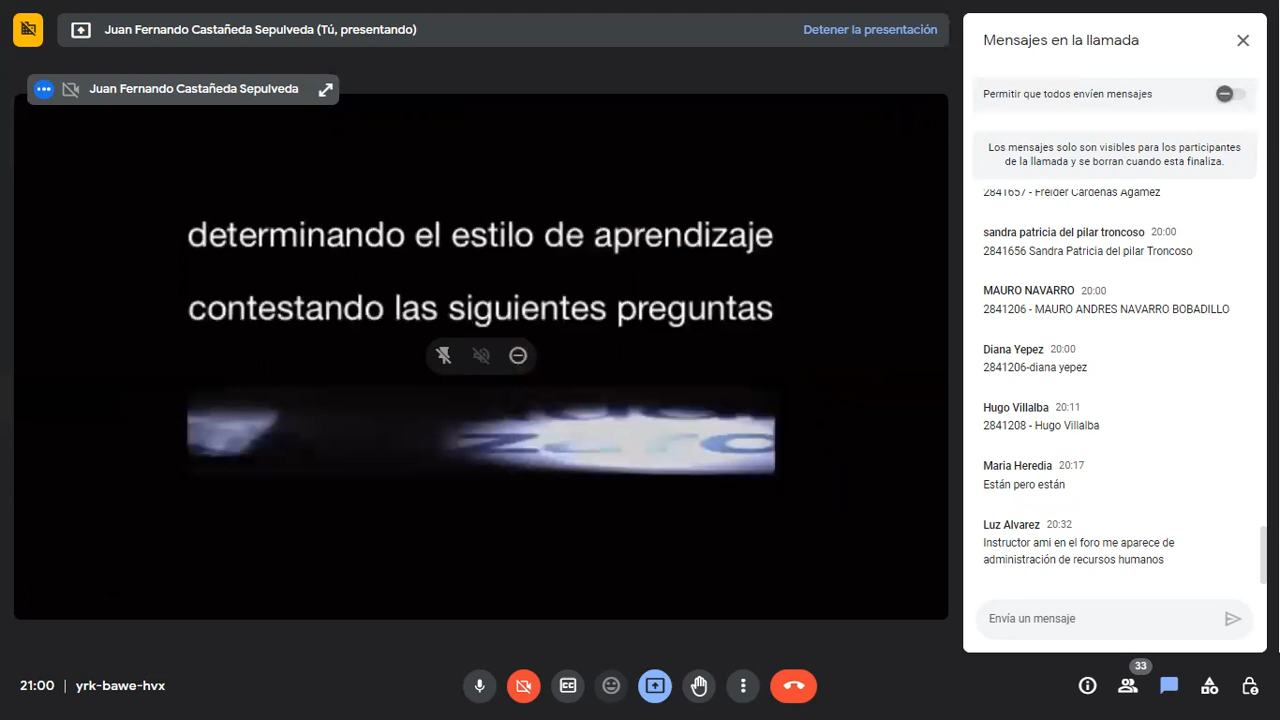 Juan Fernando Castañeda Sepulveda (Tú, presentando)
Detener la presentación
Juan Fernando Castañeda Sepulveda
determinando el estilo de aprendizaje
contestando las siguientes preguntas
21:00 | yrk-bawe-hvx
33
Mensajes en la llamada
Permitir que todos envíen mensajes
Los mensajes solo son visibles para los participantes
de la llamada y se borran cuando esta finaliza.
2841657 - Freider Cardenas Agamez
sandra patricia del pilar troncoso 20:00
2841656 Sandra Patricia del pilar Troncoso
MAURO NAVARRO 20:00
2841206 - MAURO ANDRES NAVARRO BOBADILLO
Diana Yepez 20:00
2841206-diana yepez
Hugo Villalba 20:11
2841208 - Hugo Villalba
Maria Heredia 20:17
Están pero están
Luz Alvarez 20:32
Instructor ami en el foro me aparece de
administración de recursos humanos
Envía un mensaje